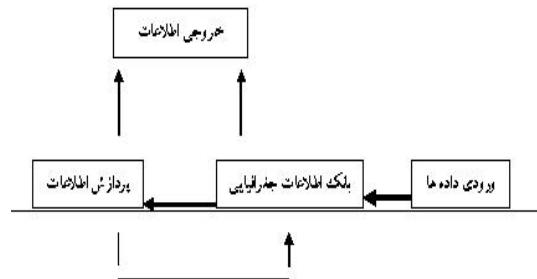 خروجی اطلاعات
ورودی داده ها
بانک اطلاعات جغرافیایی
پردازش اطلاعات